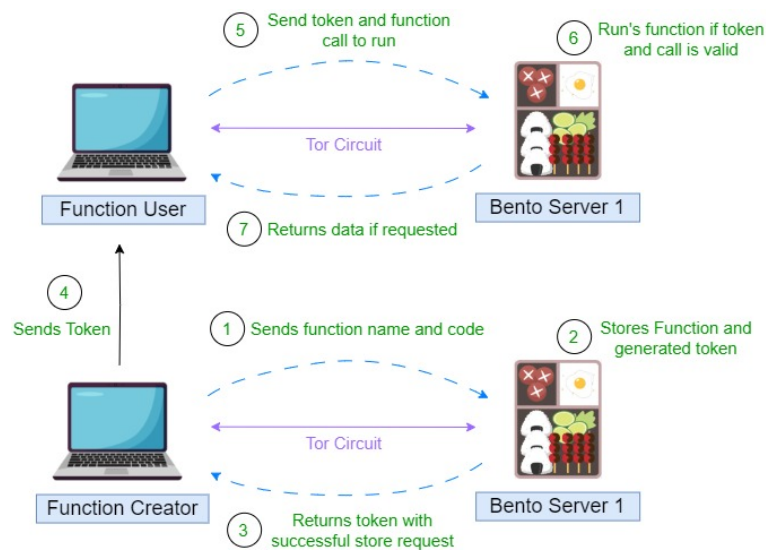 5
Send token and function
call to run
6
Run's function if token
and call is valid
Tor Circuit
Function User
Bento Server 1
7
Returns data if requested
4
Sends Token
1
Sends function name and code
2
Stores Function and
generated token
Tor Circuit
Function Creator
Bento Server 1
3
Returns token with
successful store request